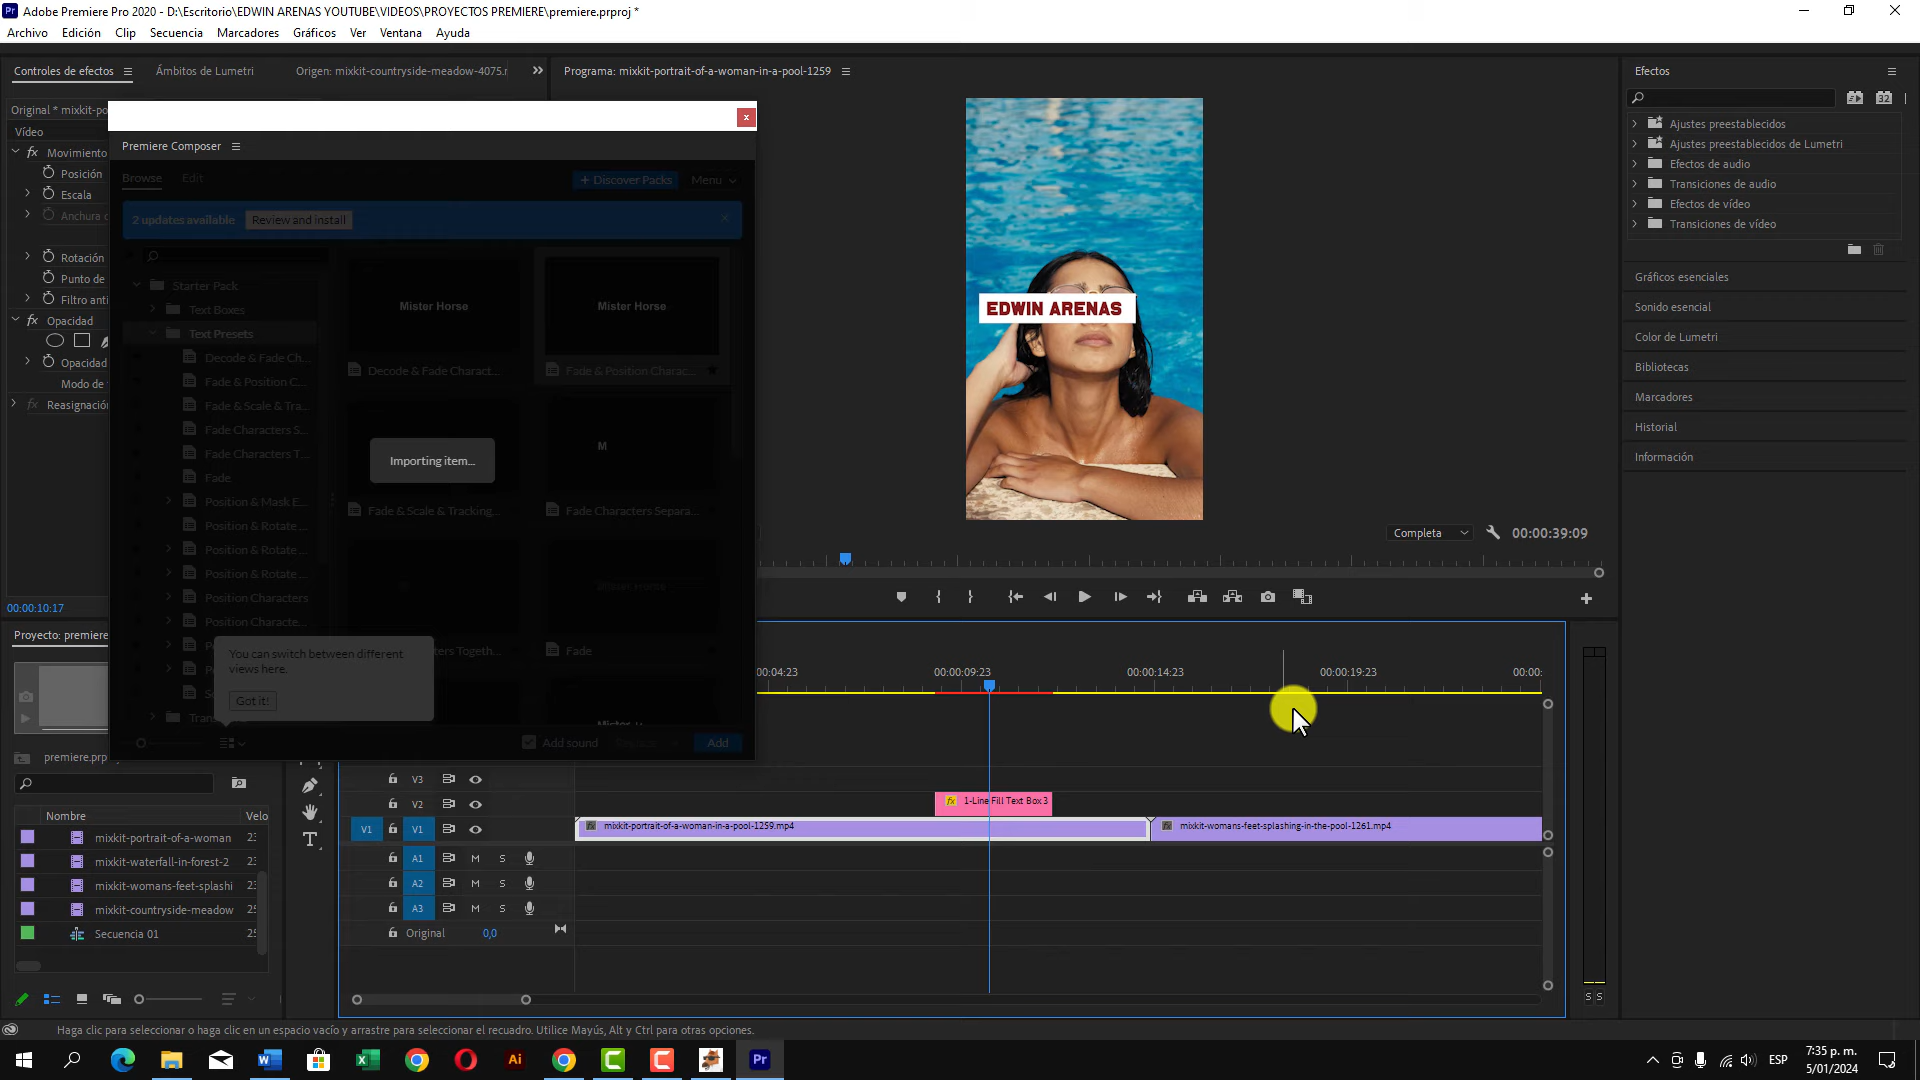 Adobe Premiere Pro 2020 - D:\Escritorio\EDWIN ARENAS YOUTUBE\VIDEOS\PROYECTOS PREMIERE\premiere.prproj *
Archivo Edición Clip Secuencia Marcadores Gráficos Ver Ventana Ayuda
Controles de efectos Ámbitos de Lumetri Origen: mixkit-countryside-meadow-4075.r
Programa: mixkit-portrait-of-a-woman-in-a-pool-1259
Efectos
Original * mixkit-po
Vídeo
Movimiento
Posición
Escala
Anchura
Rotación
Punto de
Filtro anti
Opacidad
Opacidad
Modo de
Reasignación
00:00:10:17
Premiere Composer
Browse Edit
+ Discover Packs Menu
2 updates available Review and install
Starter Pack
Text Boxes
Text Presets
Decode & Fade Ch...
Fade & Position C...
Fade & Scale & Tra...
Fade Characters S...
Fade Characters T...
Fade
Position & Mask E...
Position & Rotate ...
Position & Rotate ...
Position & Rotate ...
Position Characters
Position Characte...
Mister Horse
Mister Horse
Decode & Fade Charact...
Fade & Position Charac...
M
Importing item...
Fade & Scale & Tracking...
Fade Characters Separa...
Mister Horse
Fade
You can switch between different
views here.
Got it!
Add sound
Add
EDWIN ARENAS
Completa 00:00:39:09
Ajustes preestablecidos
Ajustes preestablecidos de Lumetri
Efectos de audio
Transiciones de audio
Efectos de vídeo
Transiciones de vídeo
Gráficos esenciales
Sonido esencial
Color de Lumetri
Bibliotecas
Marcadores
Historial
Información
Proyecto: premiere
premiere.prp
Nombre Velo
mixkit-portrait-of-a-woman
mixkit-waterfall-in-forest-2
mixkit-womans-feet-splashi
mixkit-countryside-meadow
Secuencia 01
00:00:04:23 00:00:09:23 00:00:14:23 00:00:19:23 00:00:
V3
V2 1-Line Fill Text Box 3
V1 V1 mixkit-portrait-of-a-woman-in-a-pool-1259.mp4 mixkit-womans-feet-splashing-in-the-pool-1261.mp4
A1 M S
A2 M S
A3 M S
Original 0,0
S S
Haga clic para seleccionar o haga clic en un espacio vacío y arrastre para seleccionar el recuadro. Utilice Mayús, Alt y Ctrl para otras opciones.
ESP 7:35 p. m.
5/01/2024